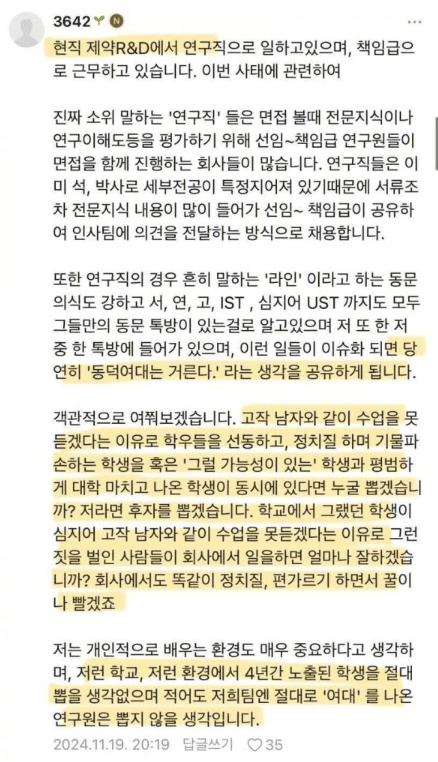 3642
현직 제약R&D에서 연구직으로 일하고있으며, 책임급으
로 근무하고 있습니다. 이번 사태에 관련하여
진짜 소위 말하는 '연구직' 들은 면접 볼때 전문지식이나
연구이해도등을 평가하기 위해 선임~책임급 연구원들이
면접을 함께 진행하는 회사들이 많습니다. 연구직들은 이
미 석, 박사로 세부전공이 특정지어져 있기때문에 서류조
차 전문지식 내용이 많이 들어가 선임~ 책임급이 공유하
여 인사팀에 의견을 전달하는 방식으로 채용합니다.
또한 연구직의 경우 흔히 말하는 '라인' 이라고 하는 동문
의식도 강하고 서, 연, 고, IST , 심지어 UST 까지도 모두
그들만의 동문 톡방이 있는걸로 알고있으며 저 또 한 저
중 한 톡방에 들어가 있으며, 이런 일들이 이슈화 되면 당
연히 '동덕여대는 거른다.' 라는 생각을 공유하게 됩니다.
객관적으로 여쭤보겠습니다. 고작 남자와 같이 수업을 못
듣겠다는 이유로 학우들을 선동하고, 정치질 하며 기물파
손하는 학생을 혹은 '그럴 가능성이 있는' 학생과 평범하
게 대학 마치고 나온 학생이 동시에 있다면 누굴 뽑겠습니
까? 저라면 후자를 뽑겠습니다. 학교에서 그랬던 학생이
심지어 고작 남자와 같이 수업을 못듣겠다는 이유로 그런
짓을 벌인 사람들이 회사에서 일을하면 얼마나 잘하겠습
니까? 회사에서도 똑같이 정치질, 편가르기 하면서 꿀이
나 빨겠죠
저는 개인적으로 배우는 환경도 매우 중요하다고 생각하
며, 저런 학교, 저런 환경에서 4년간 노출된 학생을 절대
뽑을 생각없으며 적어도 저희팀엔 절대로 '여대' 를 나온
연구원은 뽑지 않을 생각입니다.
2024.11.19. 20:19 답글쓰기 35